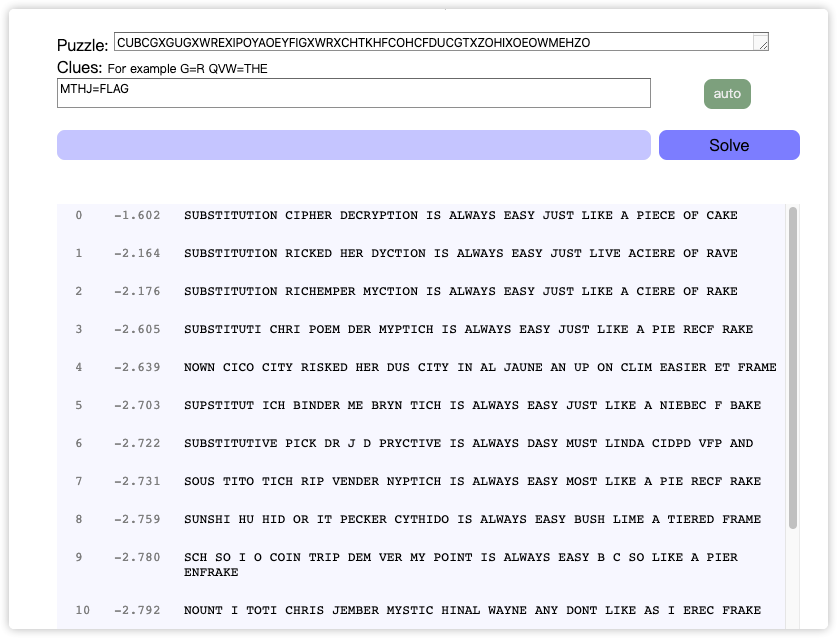 Puzzle: CUBCGXGUGXWREXIPOYAOEYFIGXWRXCHTKHFCOHCFDUCGTXZOHIXOEOWMEHZO
Clues: For example G=R QVW=THE
MTHJ=FLAG
auto
Solve
0 -1.602 SUBSTITUTION CIPHER DECRYPTION IS ALWAYS EASY JUST LIKE A PIECE OF CAKE
1 -2.164 SUBSTITUTION RICKED HER DYCTION IS ALWAYS EASY JUST LIVE ACIERE OF RAVE
2 -2.176 SUBSTITUTION RICHEMPER MYCTION IS ALWAYS EASY JUST LIKE A CIERE OF RAKE
3 -2.605 SUBSTITUTI CHRI POEM DER MYPTICH IS ALWAYS EASY JUST LIKE A PIE RECF RAKE
4 -2.639 NOWN CICO CITY RISKED HER DUS CITY IN AL JAUNE AN UP ON CLIM EASIER ET FRAME
5 -2.703 SUPSTITUT ICH BINDER ME BRYN TICH IS ALWAYS EASY JUST LIKE A NIEBEC F BAKE
6 -2.722 SUBSTITUTIVE PICK DR J D PRYCTIVE IS ALWAYS DASY MUST LINDA CIDPD VFP AND
7 -2.731 SOUS TITO TICH RIP VENDER NYPTICH IS ALWAYS EASY MOST LIKE A PIE RECF RAKE
8 -2.759 SUNSHI HU HID OR IT PECKER CYTHIDO IS ALWAYS EASY BUSH LIME A TIERED FRAME
9 -2.780 SCH SO I O COIN TRIP DEM VER MY POINT IS ALWAYS EASY B C SO LIKE A PIER
ENFRAKE
10 -2.792 NOUNT I TOTI CHRIS JEMBER MYSTIC HINAL WAYNE ANY DONT LIKE AS I EREC FRAKE